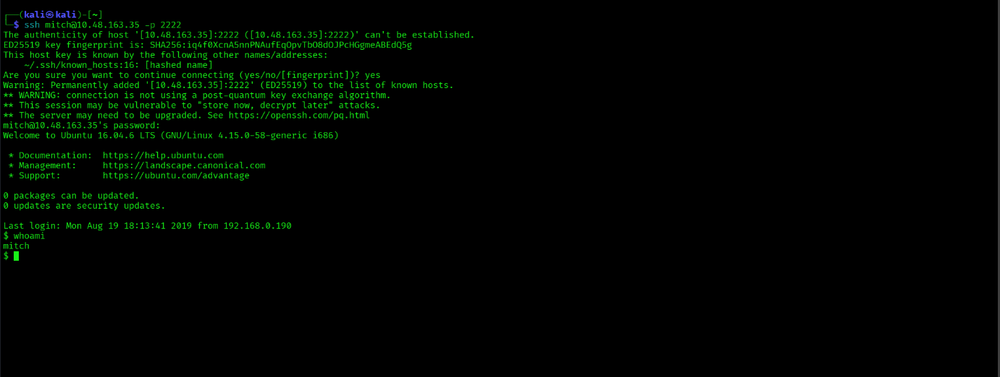 ┌──(kali㉿kali)-[~]
└─$ ssh mitch@10.48.163.35 -p 2222
The authenticity of host '[10.48.163.35]:2222 ([10.48.163.35]:2222)' can't be established.
ED25519 key fingerprint is: SHA256:iq4f0XcnA5nnPNAufEqOpvTbO8dOJPcHGgmeABEdQ5g
This host key is known by the following other names/addresses:
    ~/.ssh/known_hosts:16: [hashed name]
Are you sure you want to continue connecting (yes/no/[fingerprint])? yes
Warning: Permanently added '[10.48.163.35]:2222' (ED25519) to the list of known hosts.
** WARNING: connection is not using a post-quantum key exchange algorithm.
** This session may be vulnerable to "store now, decrypt later" attacks.
** The server may need to be upgraded. See https://openssh.com/pq.html
mitch@10.48.163.35's password:
Welcome to Ubuntu 16.04.6 LTS (GNU/Linux 4.15.0-58-generic i686)

 * Documentation:  https://help.ubuntu.com
 * Management:     https://landscape.canonical.com
 * Support:        https://ubuntu.com/advantage

0 packages can be updated.
0 updates are security updates.

Last login: Mon Aug 19 18:13:41 2019 from 192.168.0.190
$ whoami
mitch
$